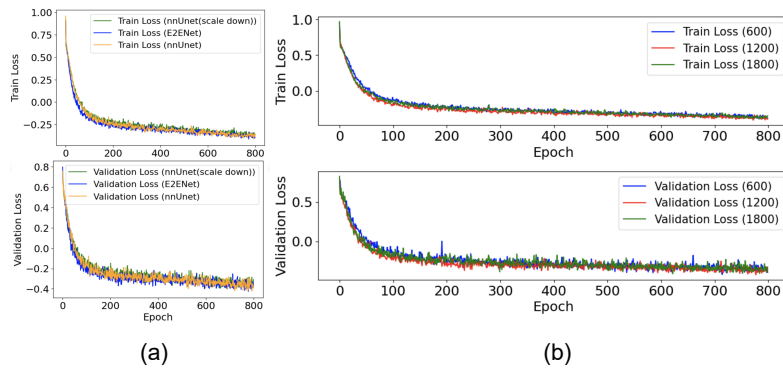 1.00
0.75
0.50
0.25
0.00
−0.25
Train Loss
Train Loss (nnUnet(scale down))
Train Loss (E2ENet)
Train Loss (nnUnet)
0 200 400 600 800
0.8
0.6
0.4
0.2
0.0
−0.2
−0.4
Validation Loss
Validation Loss (nnUnet(scale down))
Validation Loss (E2ENet)
Validation Loss (nnUnet)
0 200 400 600 800
Epoch
(a)
1.0
0.5
0.0
Train Loss
Train Loss (600)
Train Loss (1200)
Train Loss (1800)
0 100 200 300 400 500 600 700 800
Epoch
0.5
0.0
Validation Loss
Validation Loss (600)
Validation Loss (1200)
Validation Loss (1800)
0 100 200 300 400 500 600 700 800
Epoch
(b)